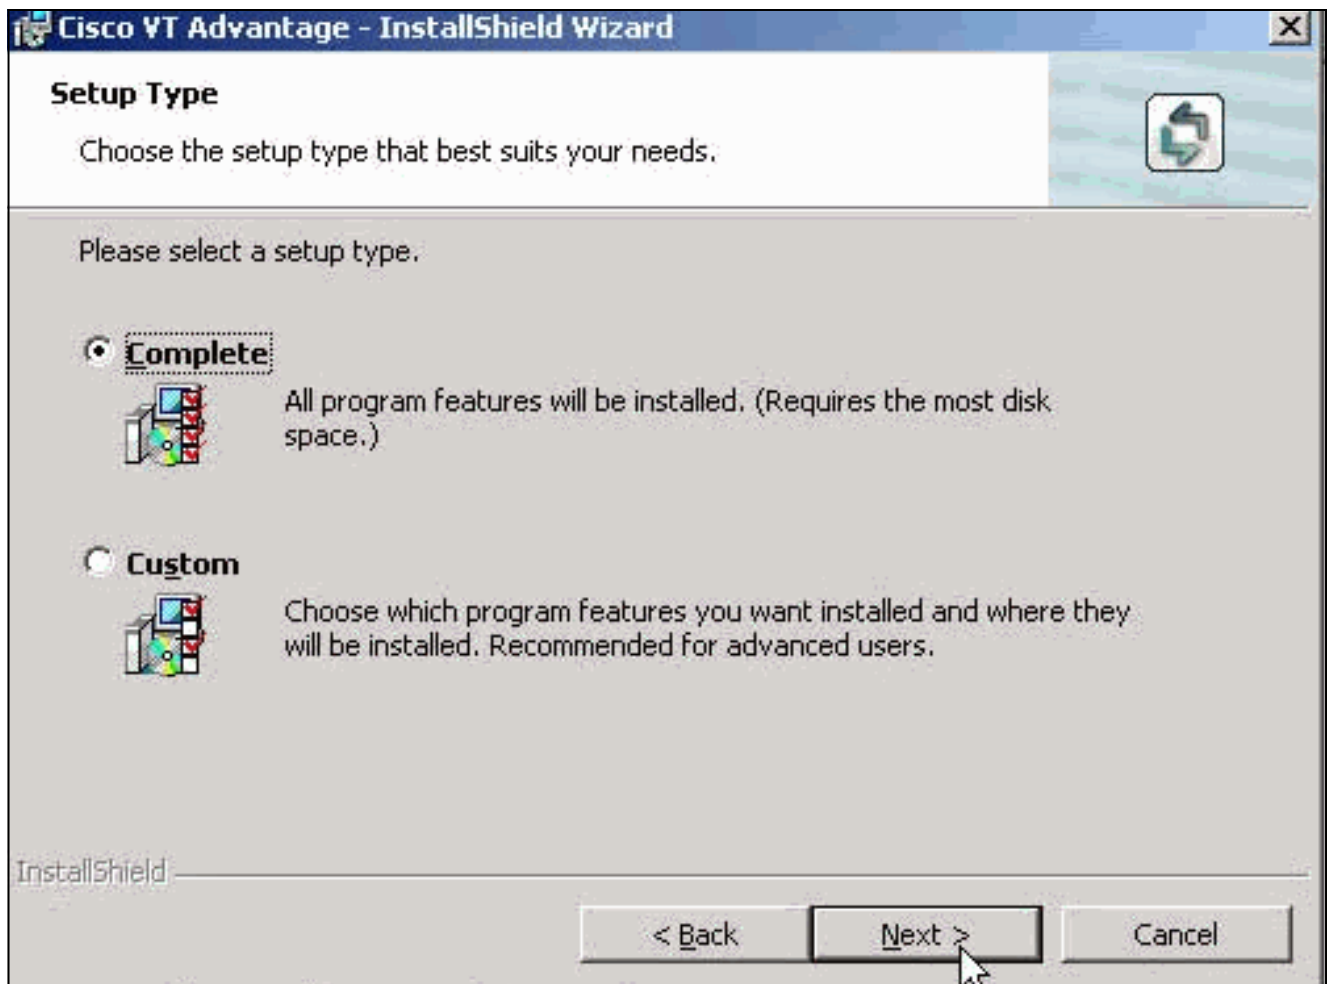 Cisco VT Advantage - InstallShield Wizard
Setup Type
Choose the setup type that best suits your needs.
Please select a setup type.
Complete
All program features will be installed. (Requires the most disk
space.)
Custom
Choose which program features you want installed and where they
will be installed. Recommended for advanced users.
InstallShield
< Back
Next >
Cancel